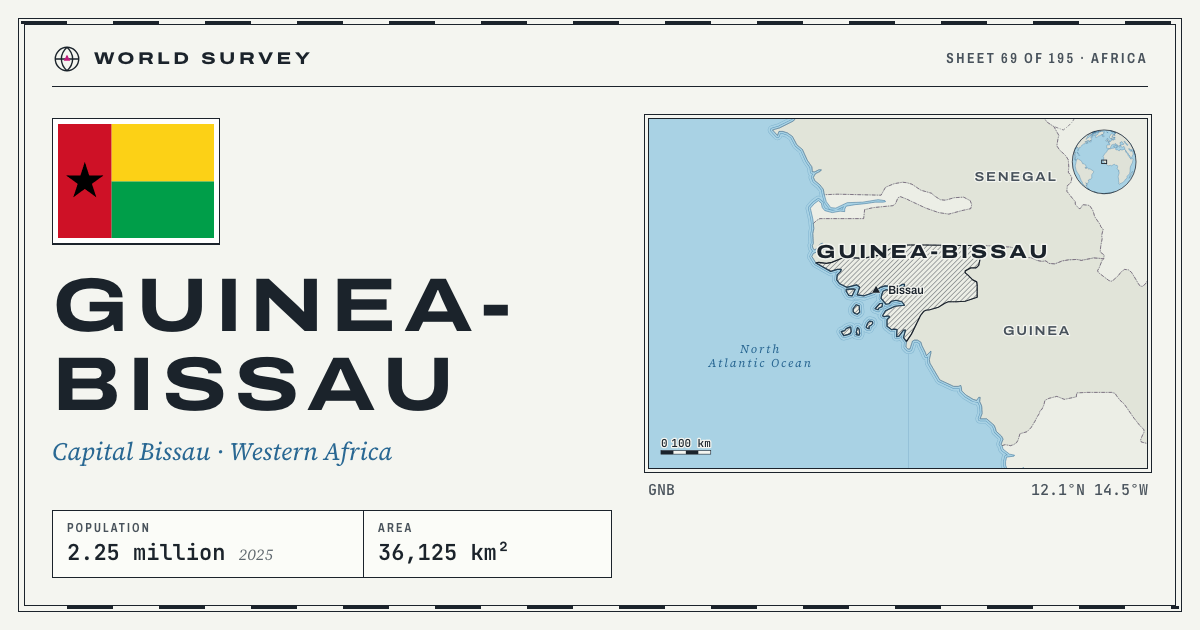 WORLD SURVEY
SHEET 69 OF 195 · AFRICA
GUINEA-
BISSAU
Capital Bissau · Western Africa
POPULATION
2.25 million 2025
AREA
36,125 km²
SENEGAL
GUINEA-BISSAU
Bissau
GUINEA
North
Atlantic Ocean
0 100 km
GNB
12.1°N 14.5°W